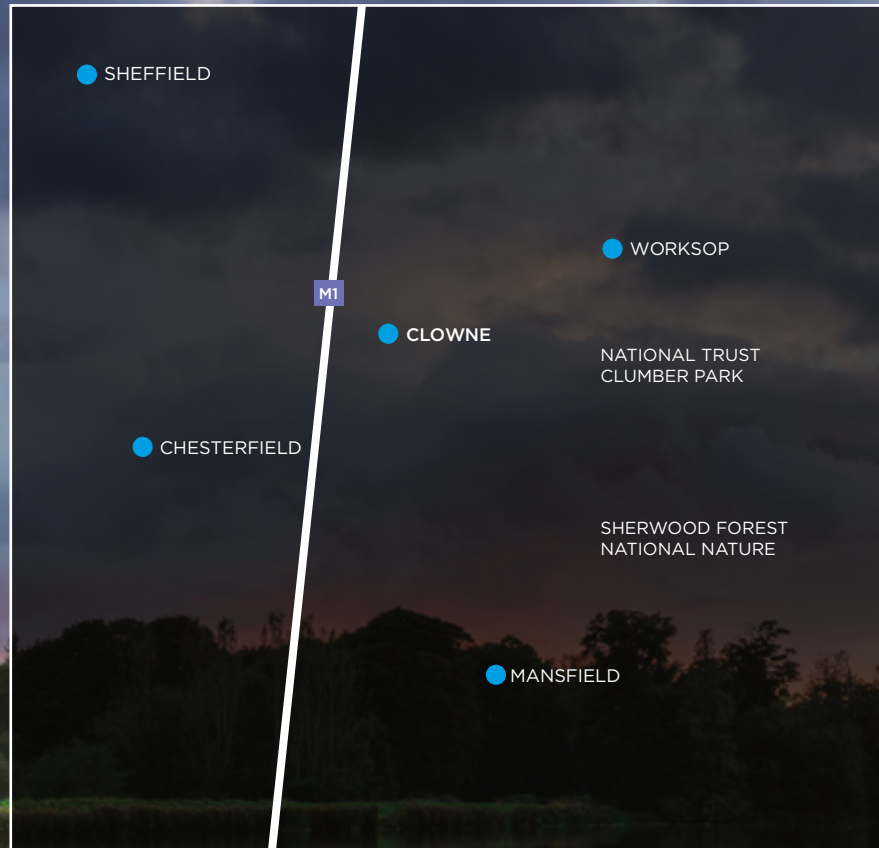 SHEFFIELD
WORKSOP
M1
CLOWNE
NATIONAL TRUST
CLUMBER PARK
CHESTERFIELD
SHERWOOD FOREST
NATIONAL NATURE
MANSFIELD